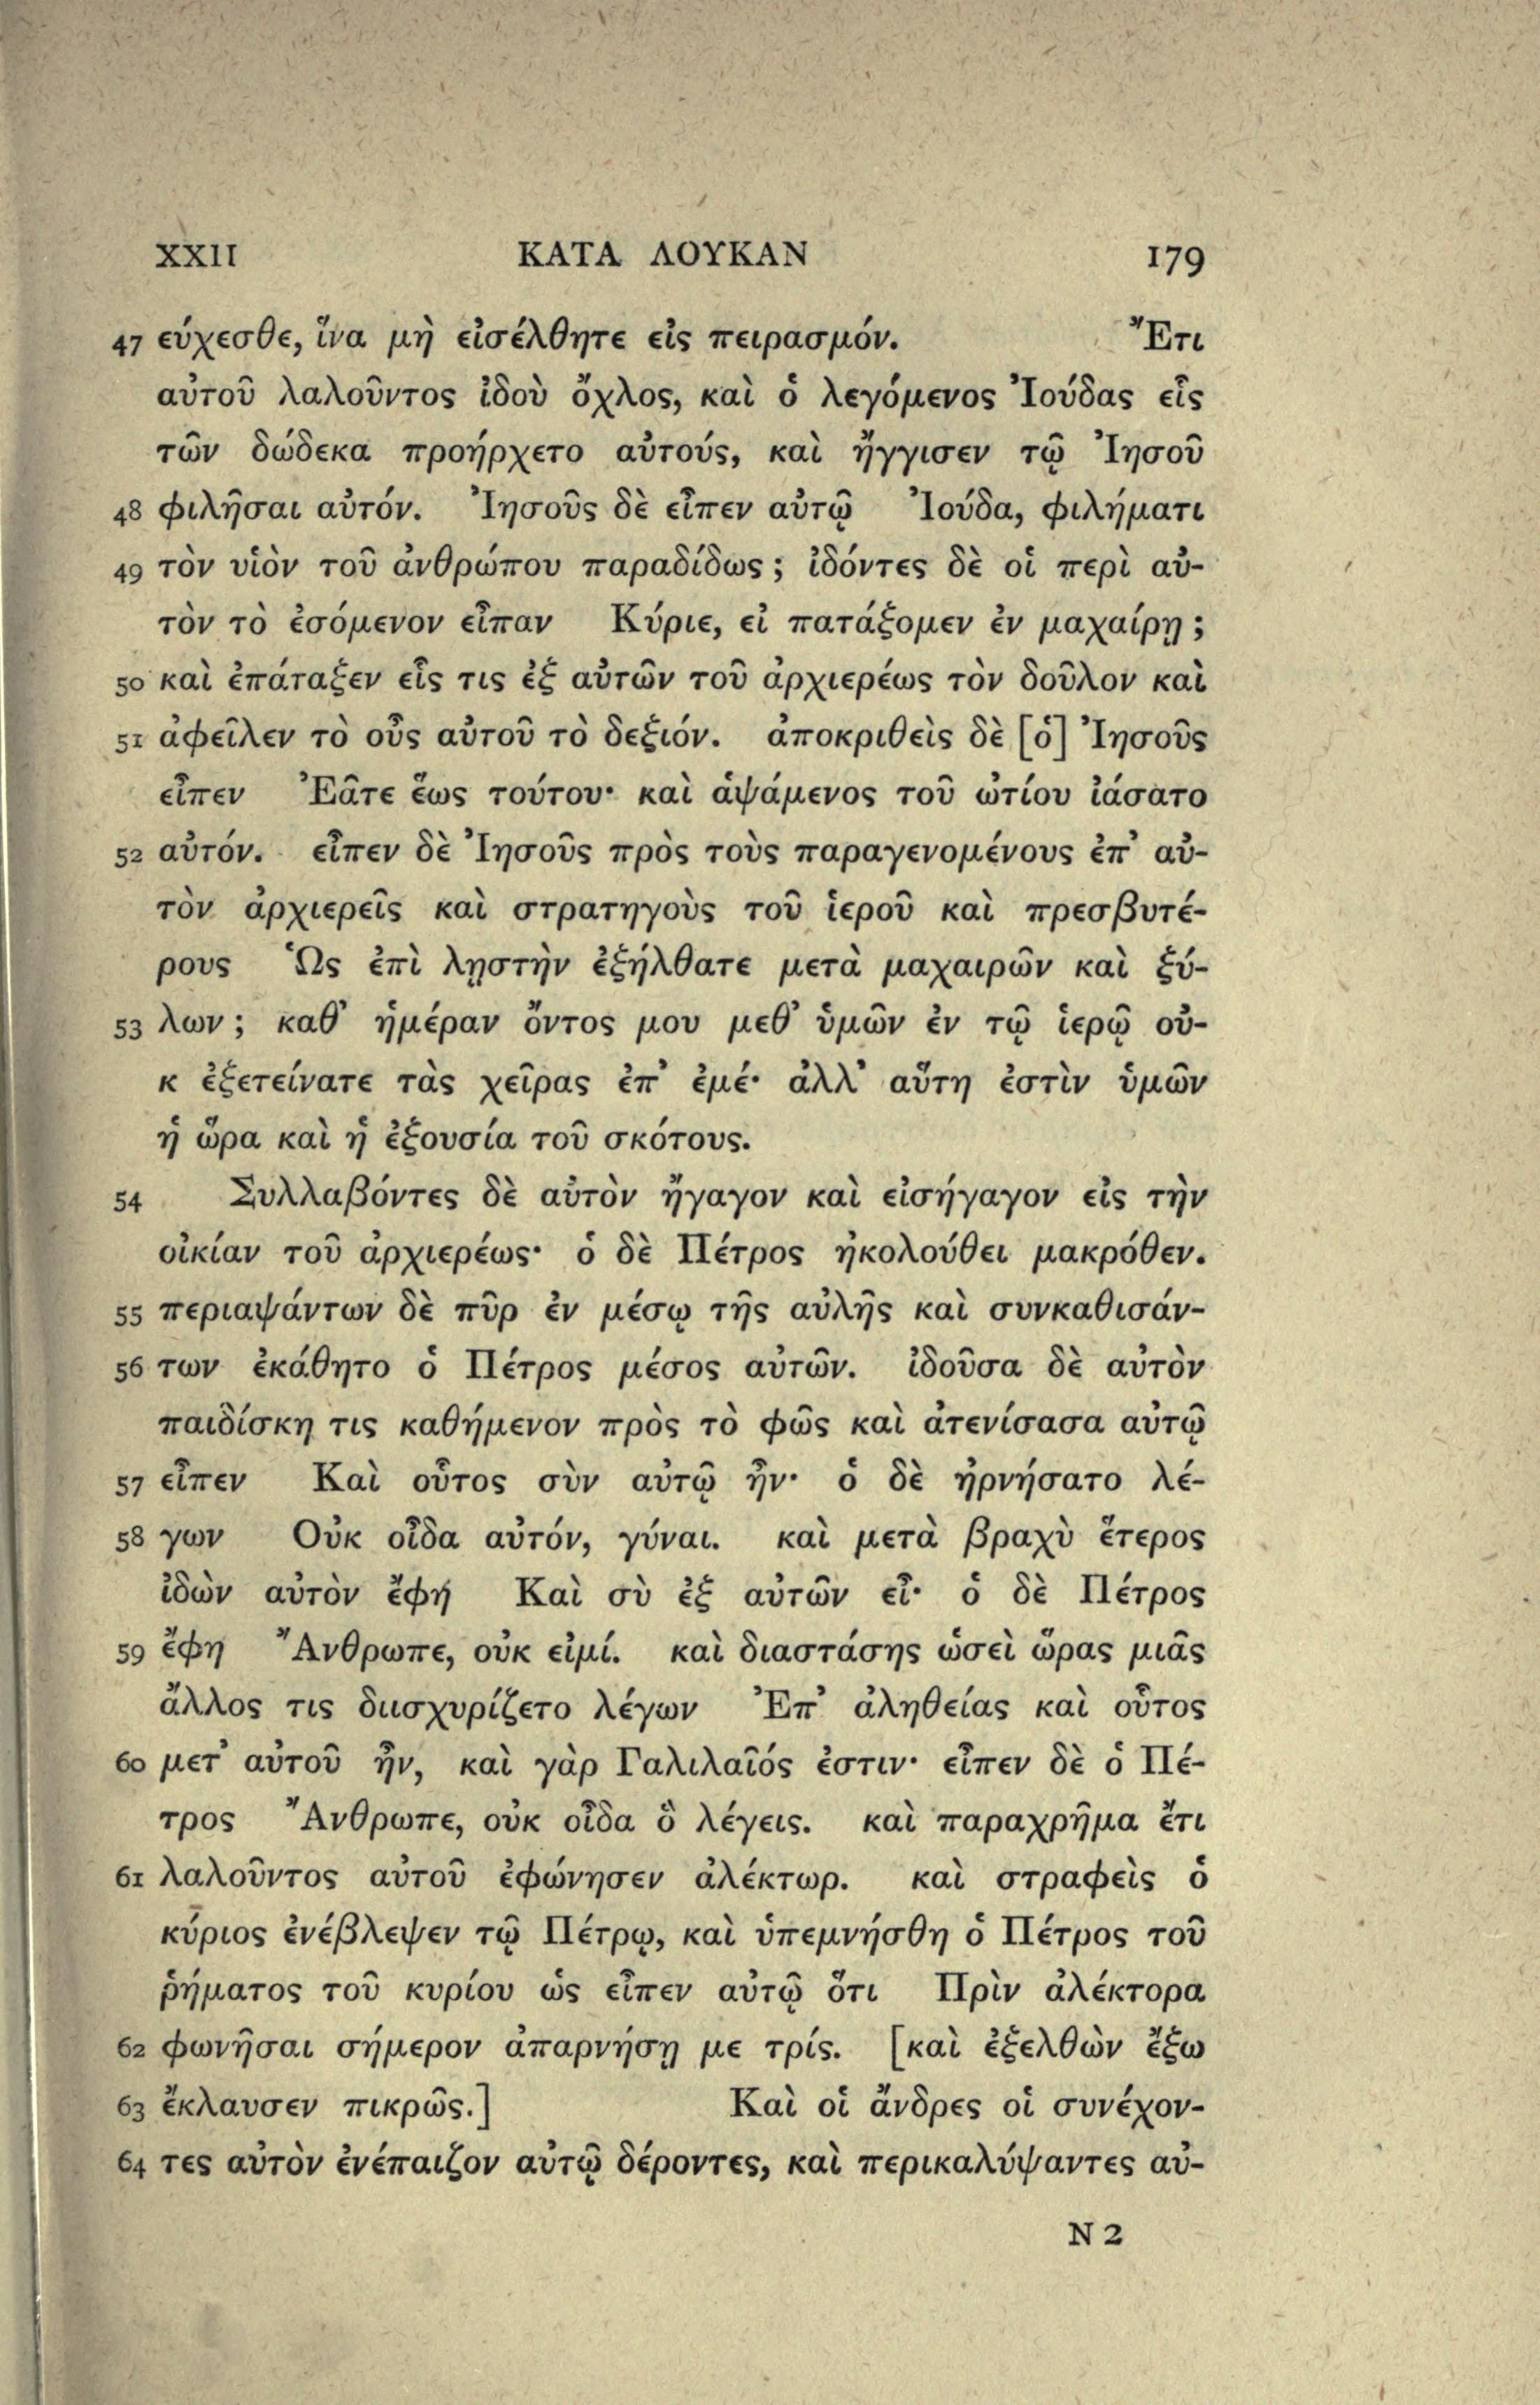 XXII ΚΑΤΑ ΛΟΥΚΑΝ 179
47 εύχεσθε, ἵνα μὴ εἰσέλθητε εἰς πειρασμόν. Ἔτι
αὐτοῦ λαλοῦντος ἰδοὺ ὄχλος, καὶ ὁ λεγόμενος Ἰούδας εἷς
τῶν δώδεκα προήρχετο αὐτούς, καὶ ἤγγισεν τῷ Ἰησοῦ
48 φιλῆσαι αὐτόν. Ἰησοῦς δὲ εἶπεν αὐτῷ Ἰούδα, φιλήματι
49 τὸν υἱὸν τοῦ ἀνθρώπου παραδίδως; ἰδόντες δὲ οἱ περὶ αὐ-
τὸν τὸ ἐσόμενον εἶπαν Κύριε, εἰ πατάξομεν ἐν μαχαίρῃ;
50 καὶ ἐπάταξεν εἷς τις ἐξ αὐτῶν τοῦ ἀρχιερέως τὸν δοῦλον καὶ
51 ἀφεῖλεν τὸ οὖς αὐτοῦ τὸ δεξιόν. ἀποκριθεὶς δὲ [ὁ] Ἰησοῦς
εἶπεν Ἐᾶτε ἕως τούτου· καὶ ἁψάμενος τοῦ ὠτίου ἰάσατο
52 αὐτόν. εἶπεν δὲ Ἰησοῦς πρὸς τοὺς παραγενομένους ἐπ' αὐ-
τὸν ἀρχιερεῖς καὶ στρατηγοὺς τοῦ ἱεροῦ καὶ πρεσβυτέ-
ρους Ὡς ἐπὶ λῃστὴν ἐξήλθατε μετὰ μαχαιρῶν καὶ ξύ-
53 λων; καθ' ἡμέραν ὄντος μου μεθ' ὑμῶν ἐν τῷ ἱερῷ οὐ-
κ ἐξετείνατε τὰς χεῖρας ἐπ' ἐμέ· ἀλλ' αὕτη ἐστὶν ὑμῶν
ἡ ὥρα καὶ ἡ ἐξουσία τοῦ σκότους.
54 Συλλαβόντες δὲ αὐτὸν ἤγαγον καὶ εἰσήγαγον εἰς τὴν
οἰκίαν τοῦ ἀρχιερέως· ὁ δὲ Πέτρος ἠκολούθει μακρόθεν.
55 περιαψάντων δὲ πῦρ ἐν μέσῳ τῆς αὐλῆς καὶ συνκαθισάν-
56 των ἐκάθητο ὁ Πέτρος μέσος αὐτῶν. ἰδοῦσα δὲ αὐτὸν
παιδίσκη τις καθήμενον πρὸς τὸ φῶς καὶ ἀτενίσασα αὐτῷ
57 εἶπεν Καὶ οὗτος σὺν αὐτῷ ἦν· ὁ δὲ ἠρνήσατο λέ-
58 γων Οὐκ οἶδα αὐτόν, γύναι. καὶ μετὰ βραχὺ ἕτερος
ἰδὼν αὐτὸν ἔφη Καὶ σὺ ἐξ αὐτῶν εἶ· ὁ δὲ Πέτρος
59 ἔφη Ἄνθρωπε, οὐκ εἰμί. καὶ διαστάσης ὡσεὶ ὥρας μιᾶς
ἄλλος τις διισχυρίζετο λέγων Ἐπ' ἀληθείας καὶ οὗτος
60 μετ' αὐτοῦ ἦν, καὶ γὰρ Γαλιλαῖός ἐστιν· εἶπεν δὲ ὁ Πέ-
τρος Ἄνθρωπε, οὐκ οἶδα ὃ λέγεις. καὶ παραχρῆμα ἔτι
61 λαλοῦντος αὐτοῦ ἐφώνησεν ἀλέκτωρ. καὶ στραφεὶς ὁ
κύριος ἐνέβλεψεν τῷ Πέτρῳ, καὶ ὑπεμνήσθη ὁ Πέτρος τοῦ
ῥήματος τοῦ κυρίου ὡς εἶπεν αὐτῷ ὅτι Πρὶν ἀλέκτορα
62 φωνῆσαι σήμερον ἀπαρνήσῃ με τρίς. [καὶ ἐξελθὼν ἔξω
63 ἔκλαυσεν πικρῶς.] Καὶ οἱ ἄνδρες οἱ συνέχον-
64 τες αὐτὸν ἐνέπαιζον αὐτῷ δέροντες, καὶ περικαλύψαντες αὐ-
N 2